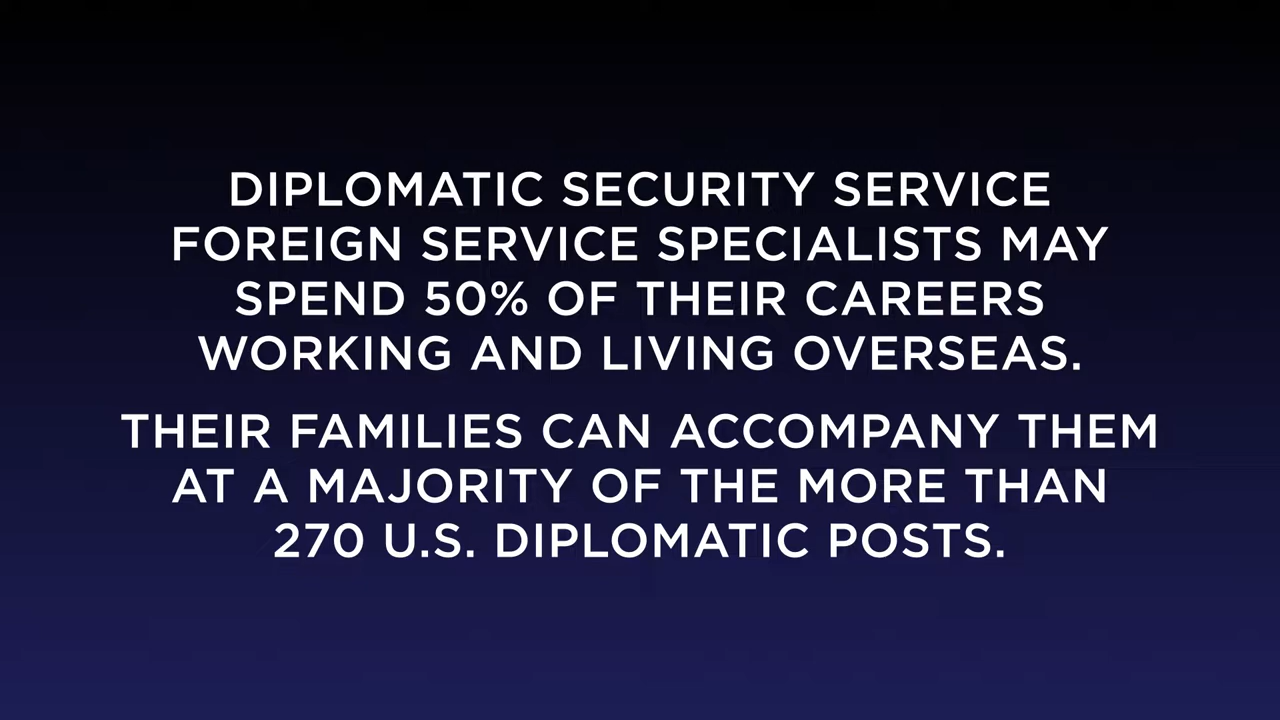 DIPLOMATIC SECURITY SERVICE
FOREIGN SERVICE SPECIALISTS MAY
SPEND 50% OF THEIR CAREERS
WORKING AND LIVING OVERSEAS.
THEIR FAMILIES CAN ACCOMPANY THEM
AT A MAJORITY OF THE MORE THAN
270 U.S. DIPLOMATIC POSTS.